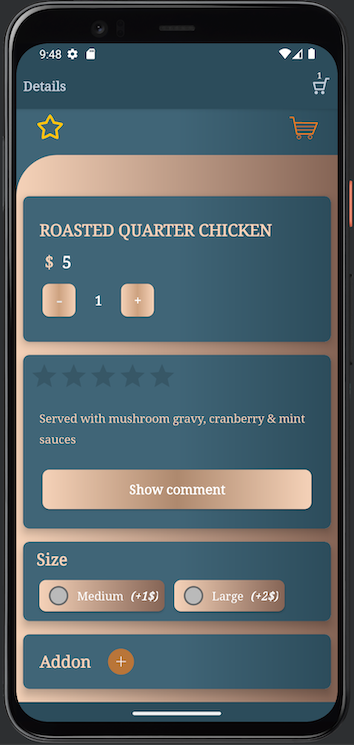 9:48
Details
1
ROASTED QUARTER CHICKEN
$ 5
- 1 +
Served with mushroom gravy, cranberry & mint
sauces
Show comment
Size
Medium (+1$) Large (+2$)
Addon +